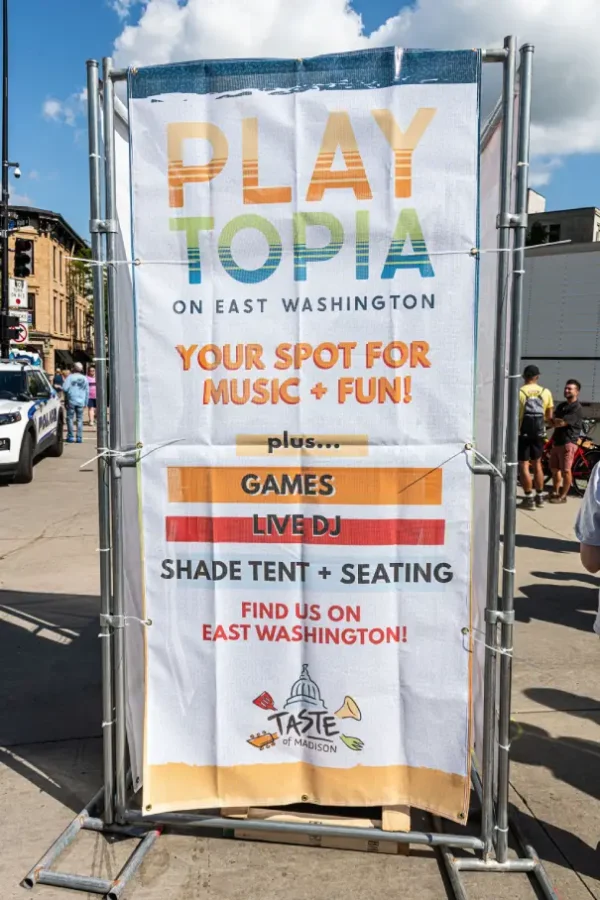 PLAY
TOPIA
ON EAST WASHINGTON
YOUR SPOT FOR
MUSIC + FUN!
plus...
GAMES
LIVE DJ
SHADE TENT + SEATING
FIND US ON
EAST WASHINGTON!
TASTE
of MADISON